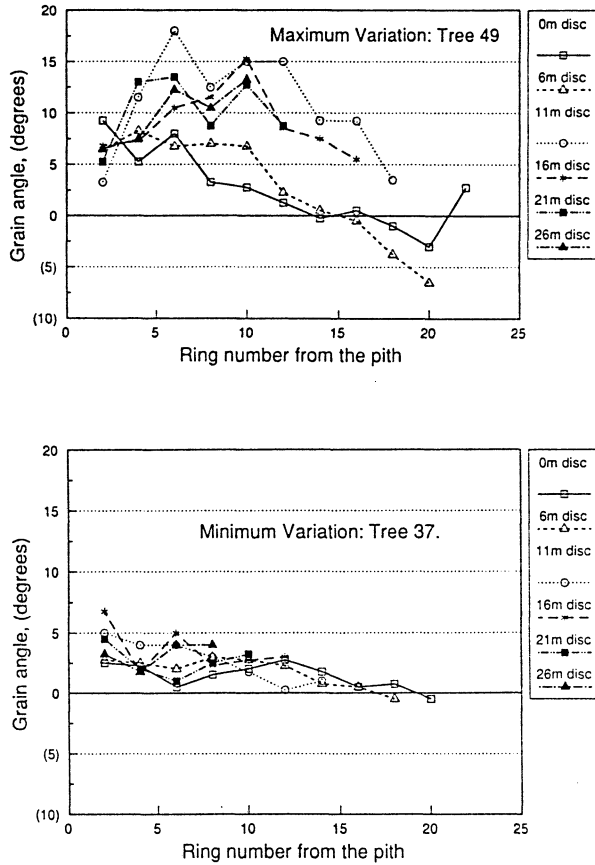 Maximum Variation: Tree 49
Grain angle, (degrees)
20
15
10
5
0
(5)
(10)
0 5 10 15 20 25
Ring number from the pith
0m disc
6m disc
11m disc
16m disc
21m disc
26m disc
Minimum Variation: Tree 37.
Grain angle, (degrees)
20
15
10
5
0
(5)
(10)
0 5 10 15 20 25
Ring number from the pith
0m disc
6m disc
11m disc
16m disc
21m disc
26m disc